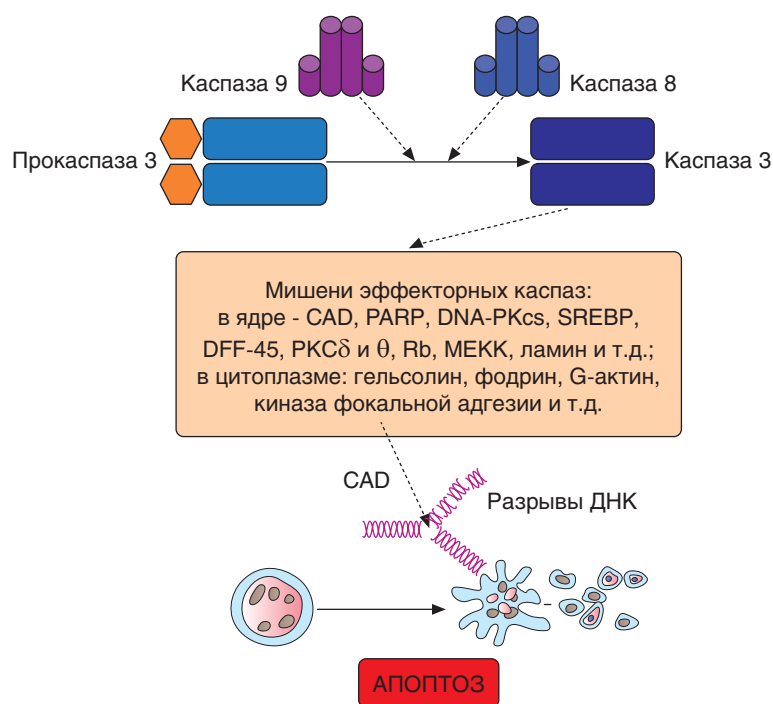 Каспаза 9
Каспаза 8
Прокаспаза 3
Каспаза 3
Мишени эффекторных каспаз:
в ядре - CAD, PARP, DNA-PKcs, SREBP,
DFF-45, PKCδ и θ, Rb, MEKK, ламин и т.д.;
в цитоплазме: гельсолин, фодрин, G-актин,
киназа фокальной адгезии и т.д.
CAD
Разрывы ДНК
АПОПТОЗ